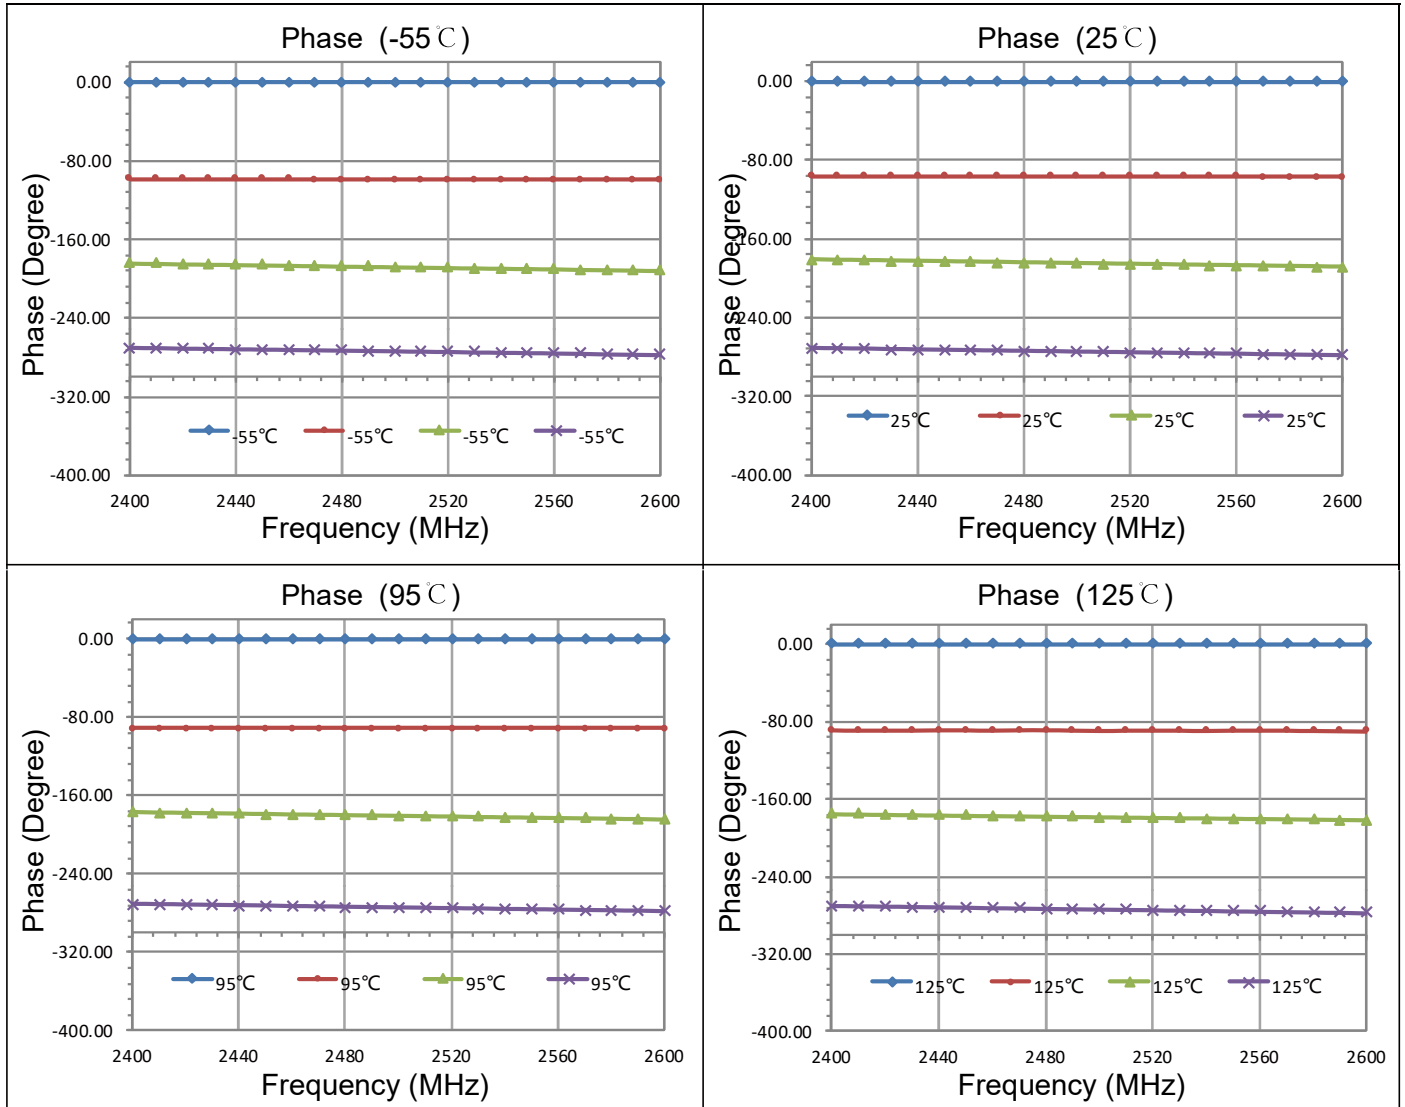 Phase (-55℃)
Phase (Degree)
0.00
-80.00
-160.00
-240.00
-320.00
-400.00
-55℃ -55℃ -55℃ -55℃
2400 2440 2480 2520 2560 2600
Frequency (MHz)
Phase (25℃)
Phase (Degree)
0.00
-80.00
-160.00
-240.00
-320.00
-400.00
25℃ 25℃ 25℃ 25℃
2400 2440 2480 2520 2560 2600
Frequency (MHz)
Phase (95℃)
Phase (Degree)
0.00
-80.00
-160.00
-240.00
-320.00
-400.00
95℃ 95℃ 95℃ 95℃
2400 2440 2480 2520 2560 2600
Frequency (MHz)
Phase (125℃)
Phase (Degree)
0.00
-80.00
-160.00
-240.00
-320.00
-400.00
125℃ 125℃ 125℃ 125℃
2400 2440 2480 2520 2560 2600
Frequency (MHz)